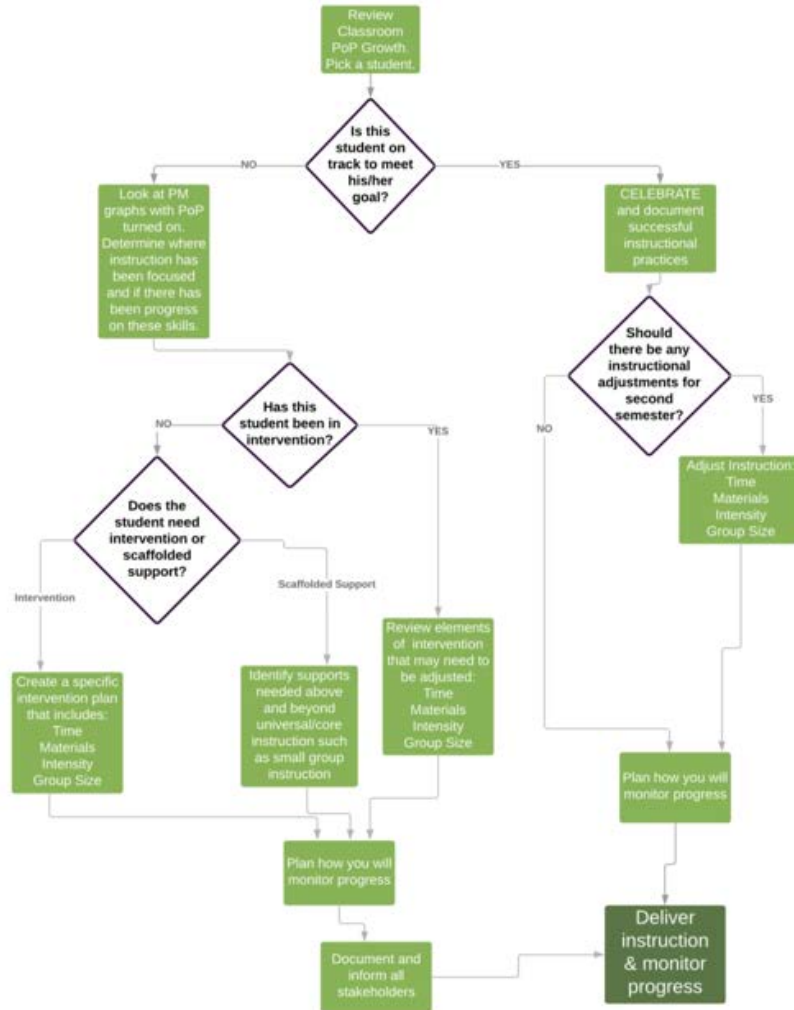 Review
Classroom
PoP Growth.
Pick a student.
Is this
student on
track to meet
his/her
goal?
NO
YES
Look at PM
graphs with PoP
turned on.
Determine where
instruction has
been focused
and if there has
been progress
on these skills.
CELEBRATE
and document
successful
instructional
practices
Should
there be any
instructional
adjustments for
second
semester?
NO
YES
Has this
student been in
intervention?
NO
YES
Adjust Instruction:
Time
Materials
Intensity
Group Size
Does the
student need
intervention or
scaffolded
support?
Intervention
Scaffolded Support
Create a specific
intervention plan
that includes:
Time
Materials
Intensity
Group Size
Identify supports
needed above
and beyond
universal/core
instruction such
as small group
instruction
Review elements
of intervention
that may need to
be adjusted:
Time
Materials
Intensity
Group Size
Plan how you will
monitor progress
Plan how you will
monitor progress
Document and
inform all
stakeholders
Deliver
instruction
& monitor
progress